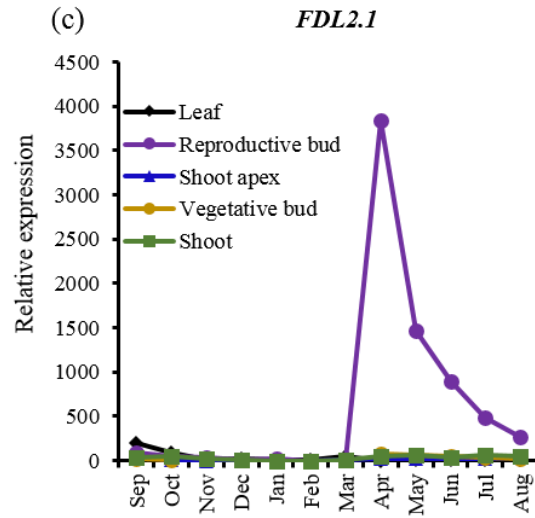 (c)
FDL2.1
4500
4000
3500
3000
2500
2000
1500
1000
500
0
Relative expression
Leaf
Reproductive bud
Shoot apex
Vegetative bud
Shoot
Sep
Oct
Nov
Dec
Jan
Feb
Mar
Apr
May
Jun
Jul
Aug